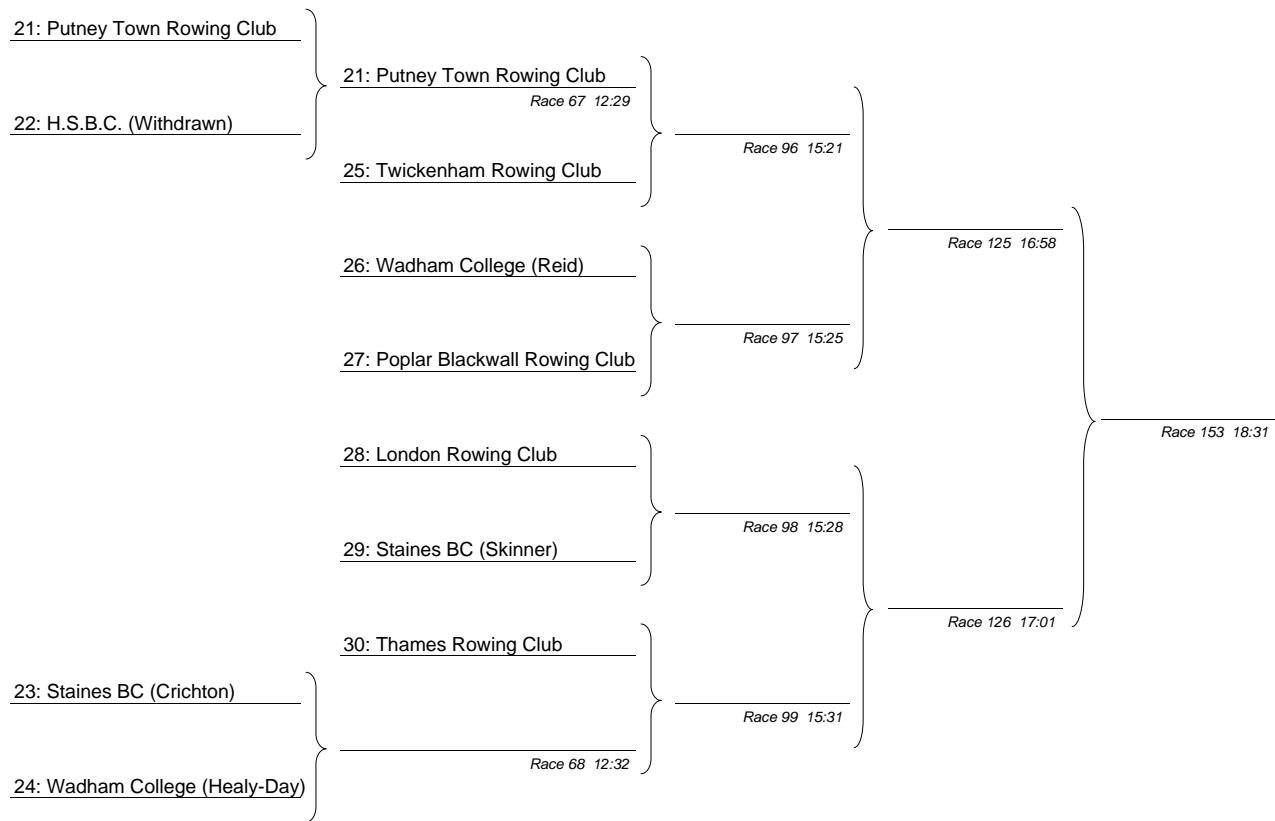 21: Putney Town Rowing Club
22: H.S.B.C. (Withdrawn)
23: Staines BC (Crichton)
24: Wadham College (Healy-Day)
21: Putney Town Rowing Club
Race 67 12:29
25: Twickenham Rowing Club
26: Wadham College (Reid)
27: Poplar Blackwall Rowing Club
28: London Rowing Club
29: Staines BC (Skinner)
30: Thames Rowing Club
Race 68 12:32
Race 96 15:21
Race 97 15:25
Race 98 15:28
Race 99 15:31
Race 125 16:58
Race 126 17:01
Race 153 18:31